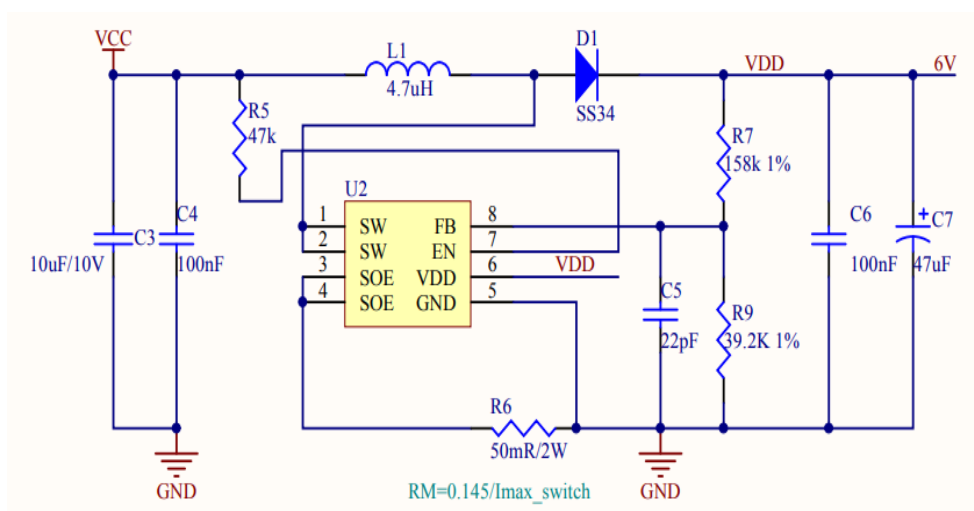 VCC
L1
4.7uH
D1
SS34
VDD
6V
R5
47k
R7
158k 1%
U2
1 SW FB 8
2 SW EN 7
3 SOE VDD 6 VDD
4 SOE GND 5
C3
10uF/10V
C4
100nF
C5
22pF
R9
39.2K 1%
C6
100nF
+ C7
47uF
R6
50mR/2W
GND
RM=0.145/Imax_switch
GND